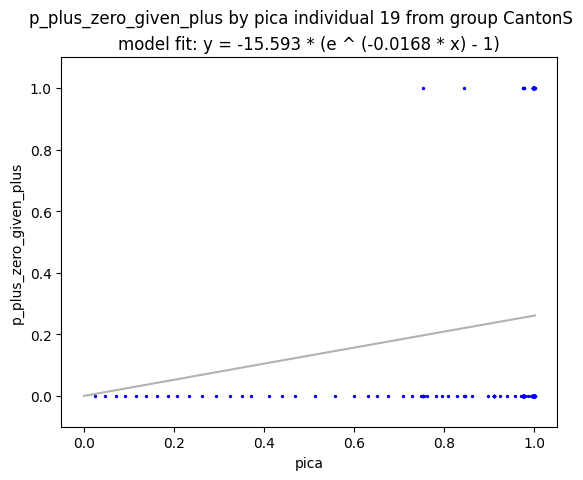 p_plus_zero_given_plus by pica individual 19 from group CantonS
model fit: y = -15.593 * (e ^ (-0.0168 * x) - 1)
1.0
0.8
0.6
0.4
0.2
0.0
p_plus_zero_given_plus
0.0 0.2 0.4 0.6 0.8 1.0
pica